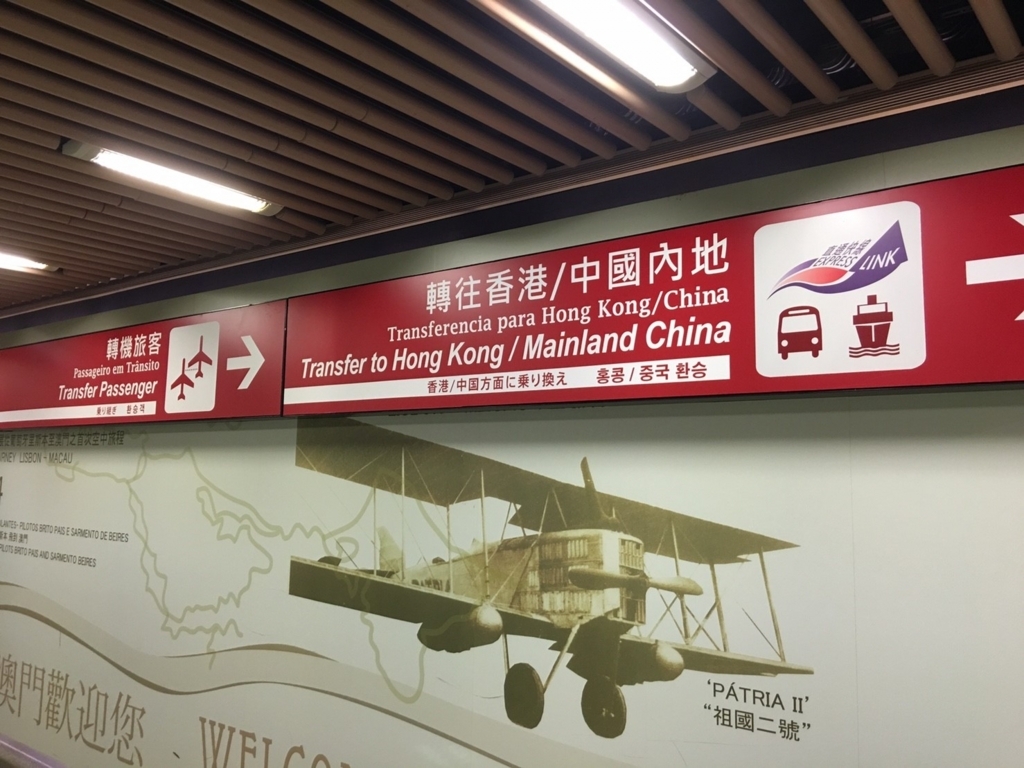 轉機旅客
Passageiro em Trânsito
Transfer Passenger
乗り継ぎ 환승객
轉往香港/中國內地
Transferencia para Hong Kong/China
Transfer to Hong Kong / Mainland China
香港/中国方面に乗り換え 홍콩 / 중국 환승
直通快線
EXPRESS LINK
LISBON - MACAU
PILOTOS BRITO PAIS E SARMENTO DE BEIRES
PILOTS BRITO PAIS AND SARMENTO BEIRES
'PÁTRIA II'
“祖國二號”
澳門歡迎您